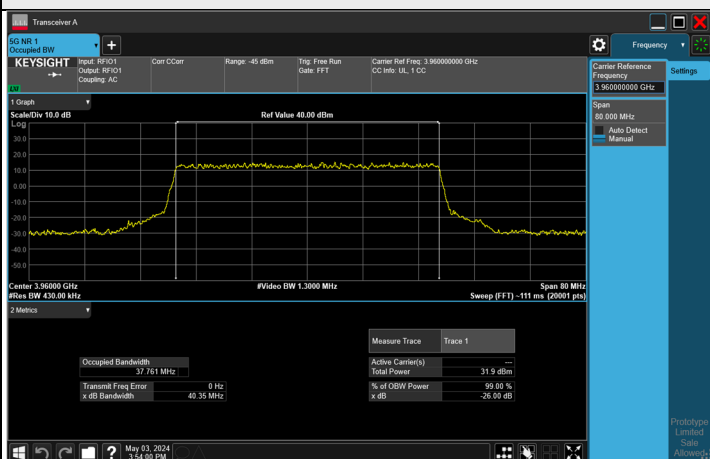 Transceiver A
5G NR 1
Occupied BW
Frequency
KEYSIGHT
Input: RFIO1
Output: RFIO1
Coupling: AC
Corr CCorr
Range: -45 dBm
Trig: Free Run
Gate: FFT
Carrier Ref Freq: 3.960000000 GHz
CC Info: UL, 1 CC
LXI
Carrier Reference
Frequency
3.960000000 GHz
Settings
Span
80.000 MHz
Auto Detect
Manual
1 Graph
Scale/Div 10.0 dB
Ref Value 40.00 dBm
Log
30.0
20.0
10.0
0.00
-10.0
-20.0
-30.0
-40.0
-50.0
Center 3.96000 GHz
#Video BW 1.3000 MHz
Span 80 MHz
#Res BW 430.00 kHz
Sweep (FFT) ~111 ms (20001 pts)
2 Metrics
Measure Trace
Trace 1
Occupied Bandwidth
37.761 MHz
Active Carrier(s)
---
Total Power
31.9 dBm
Transmit Freq Error
0 Hz
x dB Bandwidth
40.35 MHz
% of OBW Power
99.00 %
x dB
-26.00 dB
Prototype
Limited
Sale
Allowed
?
May 03, 2024
3:54:00 PM